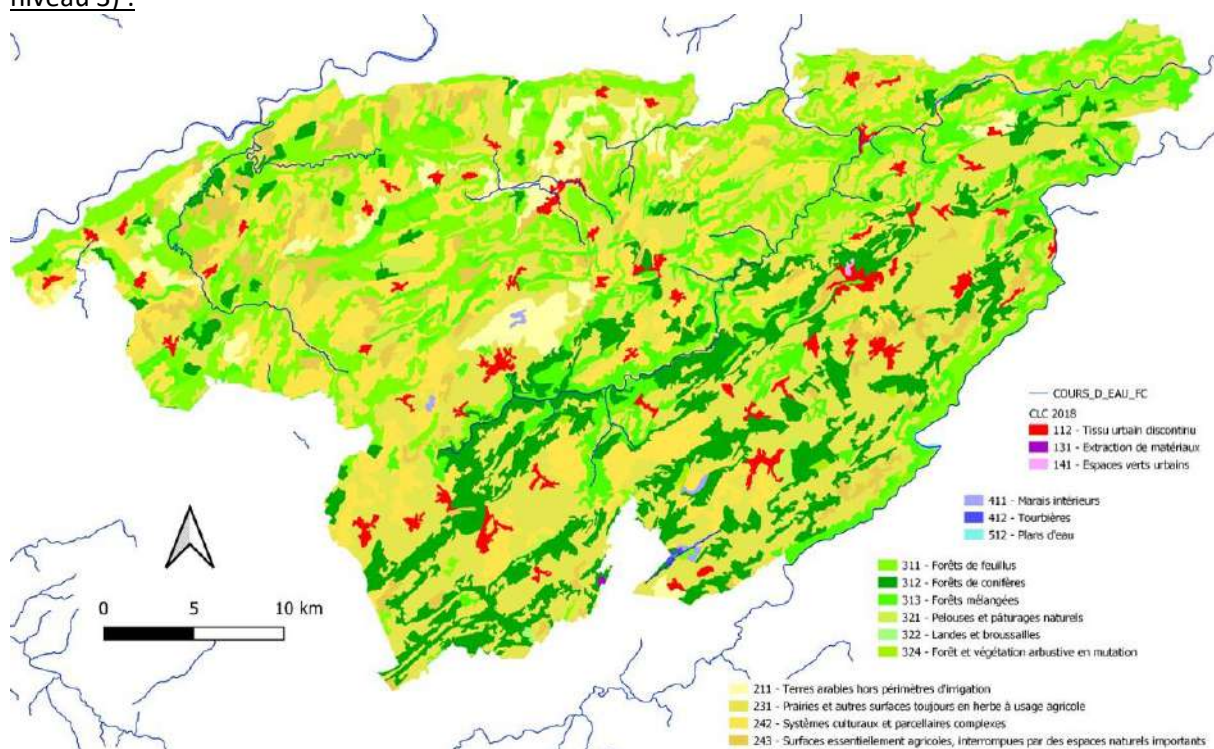 niveau 3) :
COURS_D_EAU_FC
CLC 2018
112 - Tissu urbain discontinu
131 - Extraction de matériaux
141 - Espaces verts urbains
411 - Marais intérieurs
412 - Tourbières
512 - Plans d'eau
311 - Forêts de feuillus
312 - Forêts de conifères
313 - Forêts mélangées
321 - Pelouses et pâturages naturels
322 - Landes et broussailles
324 - Forêt et végétation arbustive en mutation
0 5 10 km
211 - Terres arables hors périmètres d'irrigation
231 - Prairies et autres surfaces toujours en herbe à usage agricole
242 - Systèmes culturaux et parcellaires complexes
243 - Surfaces essentiellement agricoles, interrompues par des espaces naturels importants